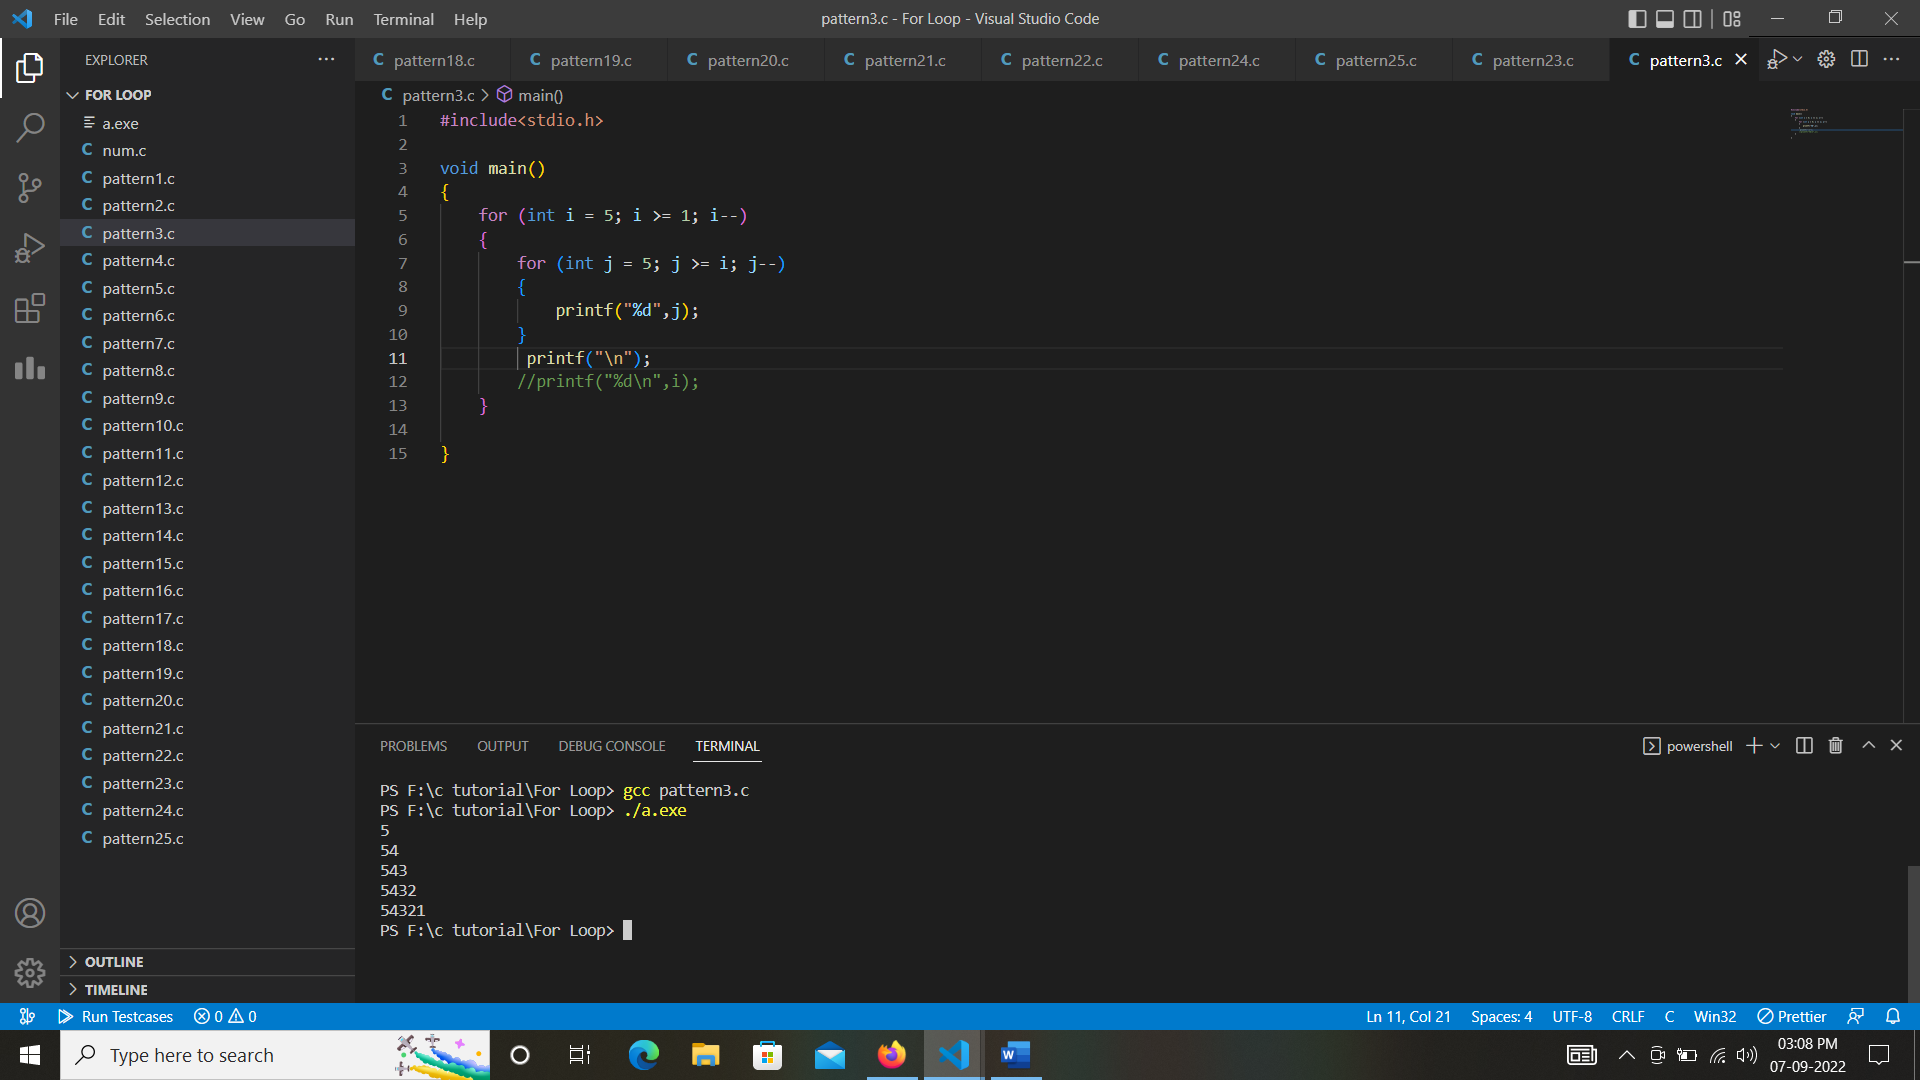 File Edit Selection View Go Run Terminal Help
pattern3.c - For Loop - Visual Studio Code
EXPLORER
FOR LOOP
a.exe
C num.c
C pattern1.c
C pattern2.c
C pattern3.c
C pattern4.c
C pattern5.c
C pattern6.c
C pattern7.c
C pattern8.c
C pattern9.c
C pattern10.c
C pattern11.c
C pattern12.c
C pattern13.c
C pattern14.c
C pattern15.c
C pattern16.c
C pattern17.c
C pattern18.c
C pattern19.c
C pattern20.c
C pattern21.c
C pattern22.c
C pattern23.c
C pattern24.c
C pattern25.c
OUTLINE
TIMELINE
C pattern18.c C pattern19.c C pattern20.c C pattern21.c C pattern22.c C pattern24.c C pattern25.c C pattern23.c C pattern3.c
C pattern3.c > main()
1 #include<stdio.h>
2
3 void main()
4 {
5 for (int i = 5; i >= 1; i--)
6 {
7 for (int j = 5; j >= i; j--)
8 {
9 printf("%d",j);
10 }
11 printf("\n");
12 //printf("%d\n",i);
13 }
14
15 }
PROBLEMS OUTPUT DEBUG CONSOLE TERMINAL
powershell
PS F:\c tutorial\For Loop> gcc pattern3.c
PS F:\c tutorial\For Loop> ./a.exe
5
54
543
5432
54321
PS F:\c tutorial\For Loop>
Run Testcases 0 0
Ln 11, Col 21 Spaces: 4 UTF-8 CRLF C Win32 Prettier
Type here to search
W
03:08 PM
07-09-2022